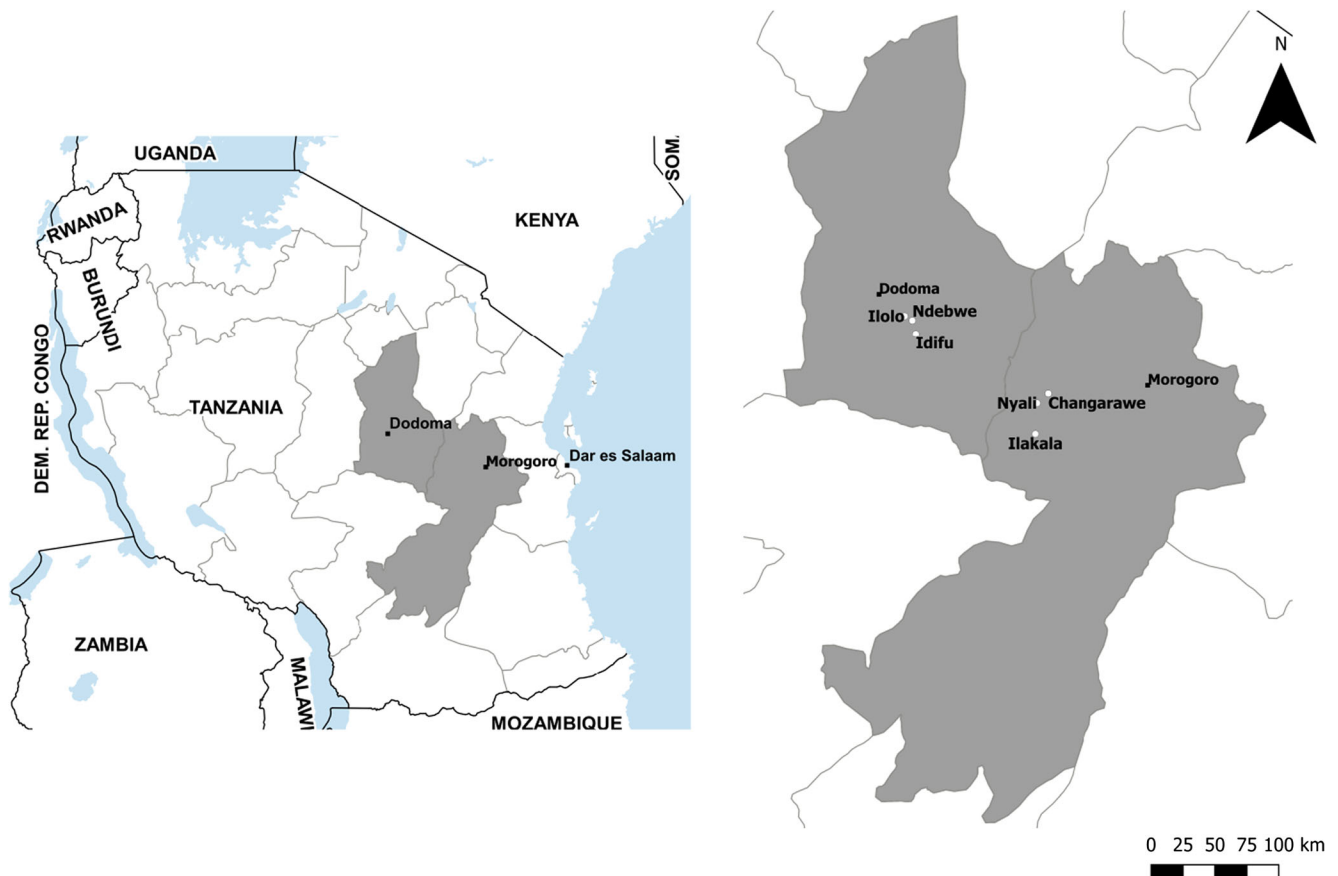 UGANDA
SOM.
RWANDA
KENYA
BURUNDI
DEM. REP. CONGO
TANZANIA
Dodoma
Morogoro
Dar es Salaam
ZAMBIA
MALAWI
MOZAMBIQUE
N
Dodoma
Ilolo
Ndebwe
Idifu
Morogoro
Nyali
Changarawe
Ilakala
0 25 50 75 100 km